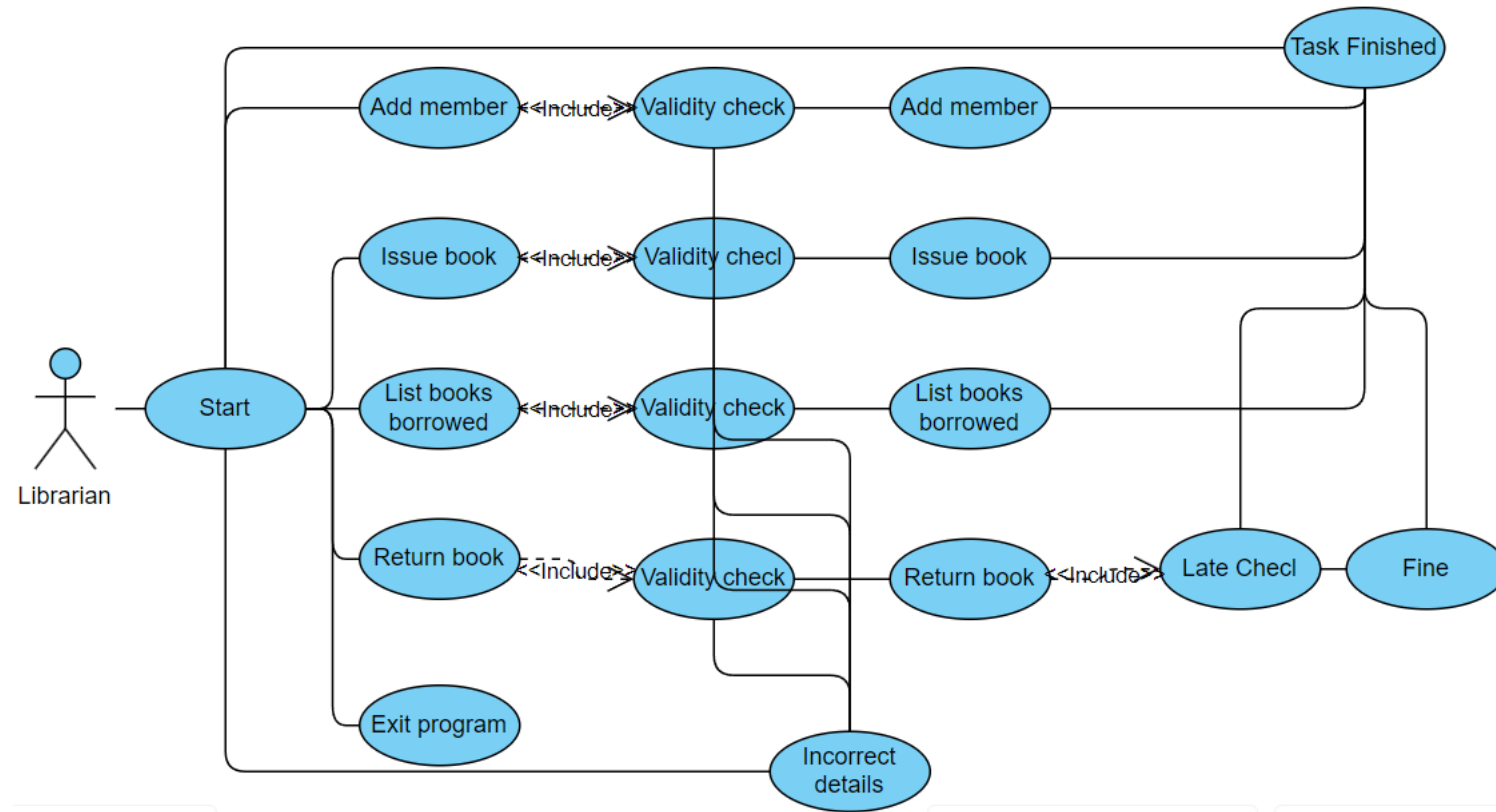 Task Finished
Add member
<<Include>>
Validity check
Add member
Issue book
<<Include>>
Validity checl
Issue book
Start
List books
borrowed
<<Include>>
Validity check
List books
borrowed
Librarian
Return book
<<Include>>
Validity check
Return book
<<Include>>
Late Checl
Fine
Exit program
Incorrect
details